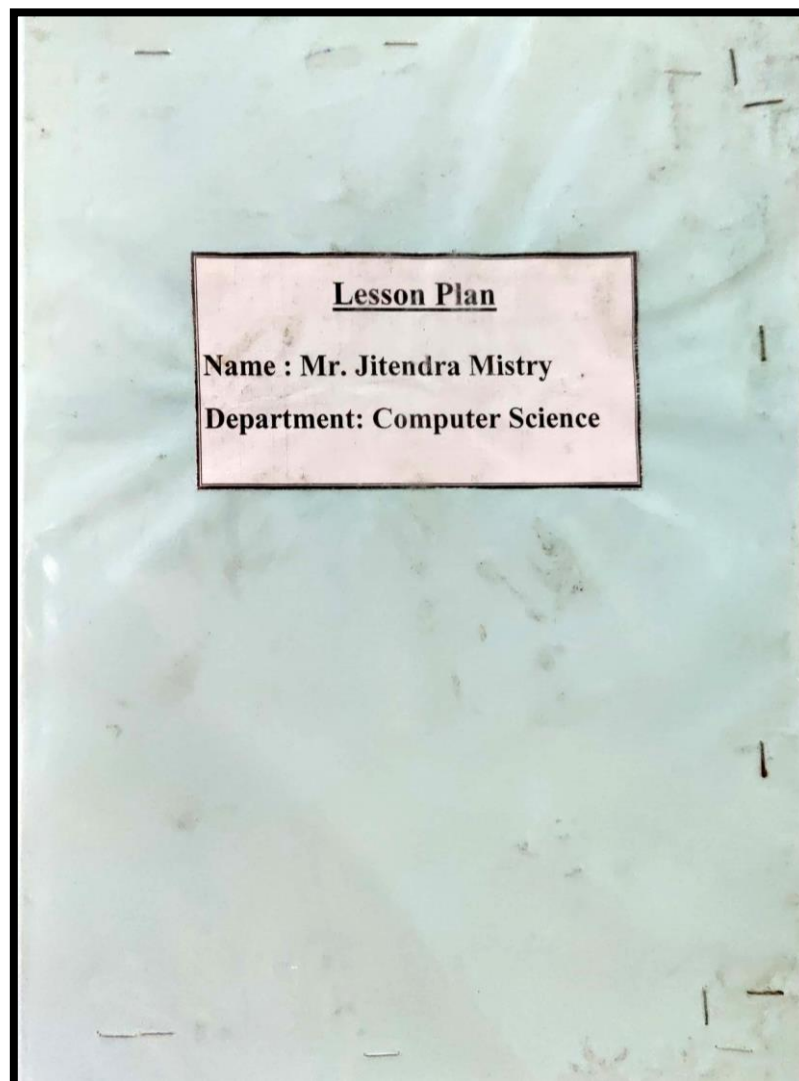 Lesson Plan
Name : Mr. Jitendra Mistry
Department: Computer Science